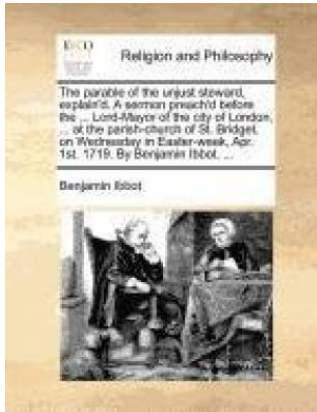 ECCO
Religion and Philosophy
The parable of the unjust steward,
explain'd. A sermon preach'd before
the ... Lord-Mayor of the city of London,
... at the parish-church of St. Bridget,
on Wednesday in Easter-week, Apr.
1st. 1719. By Benjamin Ibbot, ...
Benjamin Ibbot